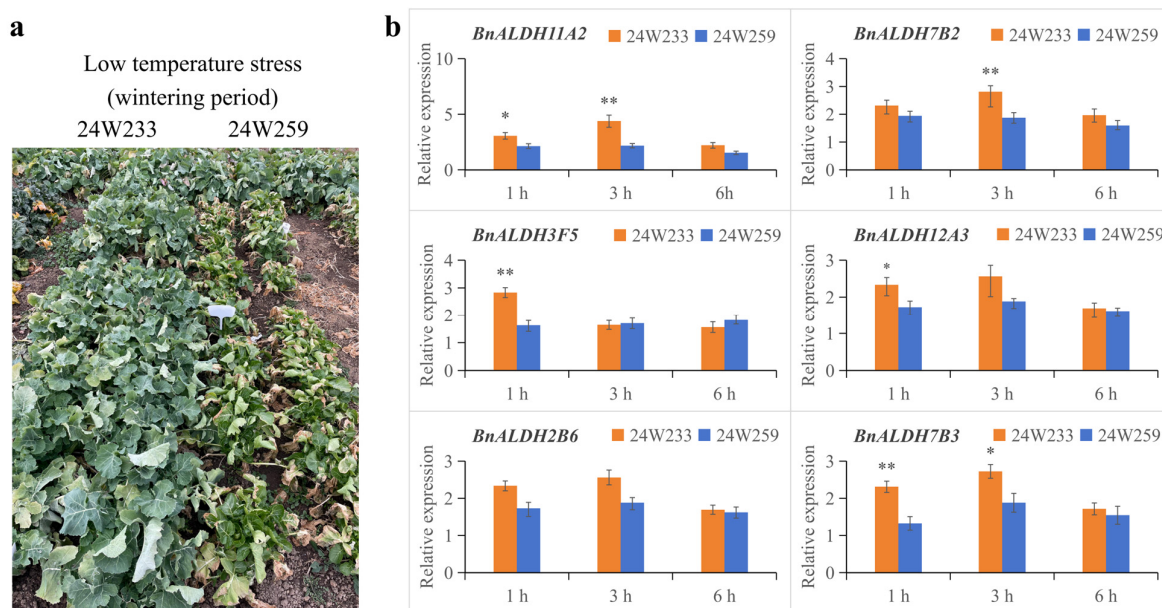 a
Low temperature stress
(wintering period)
24W233 24W259
b
BnALDH11A2 24W233 24W259
Relative expression
10
5
0
* **
1 h 3 h 6h
BnALDH7B2 24W233 24W259
Relative expression
4
3
2
1
0
**
1 h 3 h 6 h
BnALDH3F5 24W233 24W259
Relative expression
4
3
2
1
0
**
1 h 3 h 6 h
BnALDH12A3 24W233 24W259
Relative expression
3
2
1
0
*
1 h 3 h 6 h
BnALDH2B6 24W233 24W259
Relative expression
3
2
1
0
1 h 3 h 6 h
BnALDH7B3 24W233 24W259
Relative expression
3
2
1
0
** *
1 h 3 h 6 h